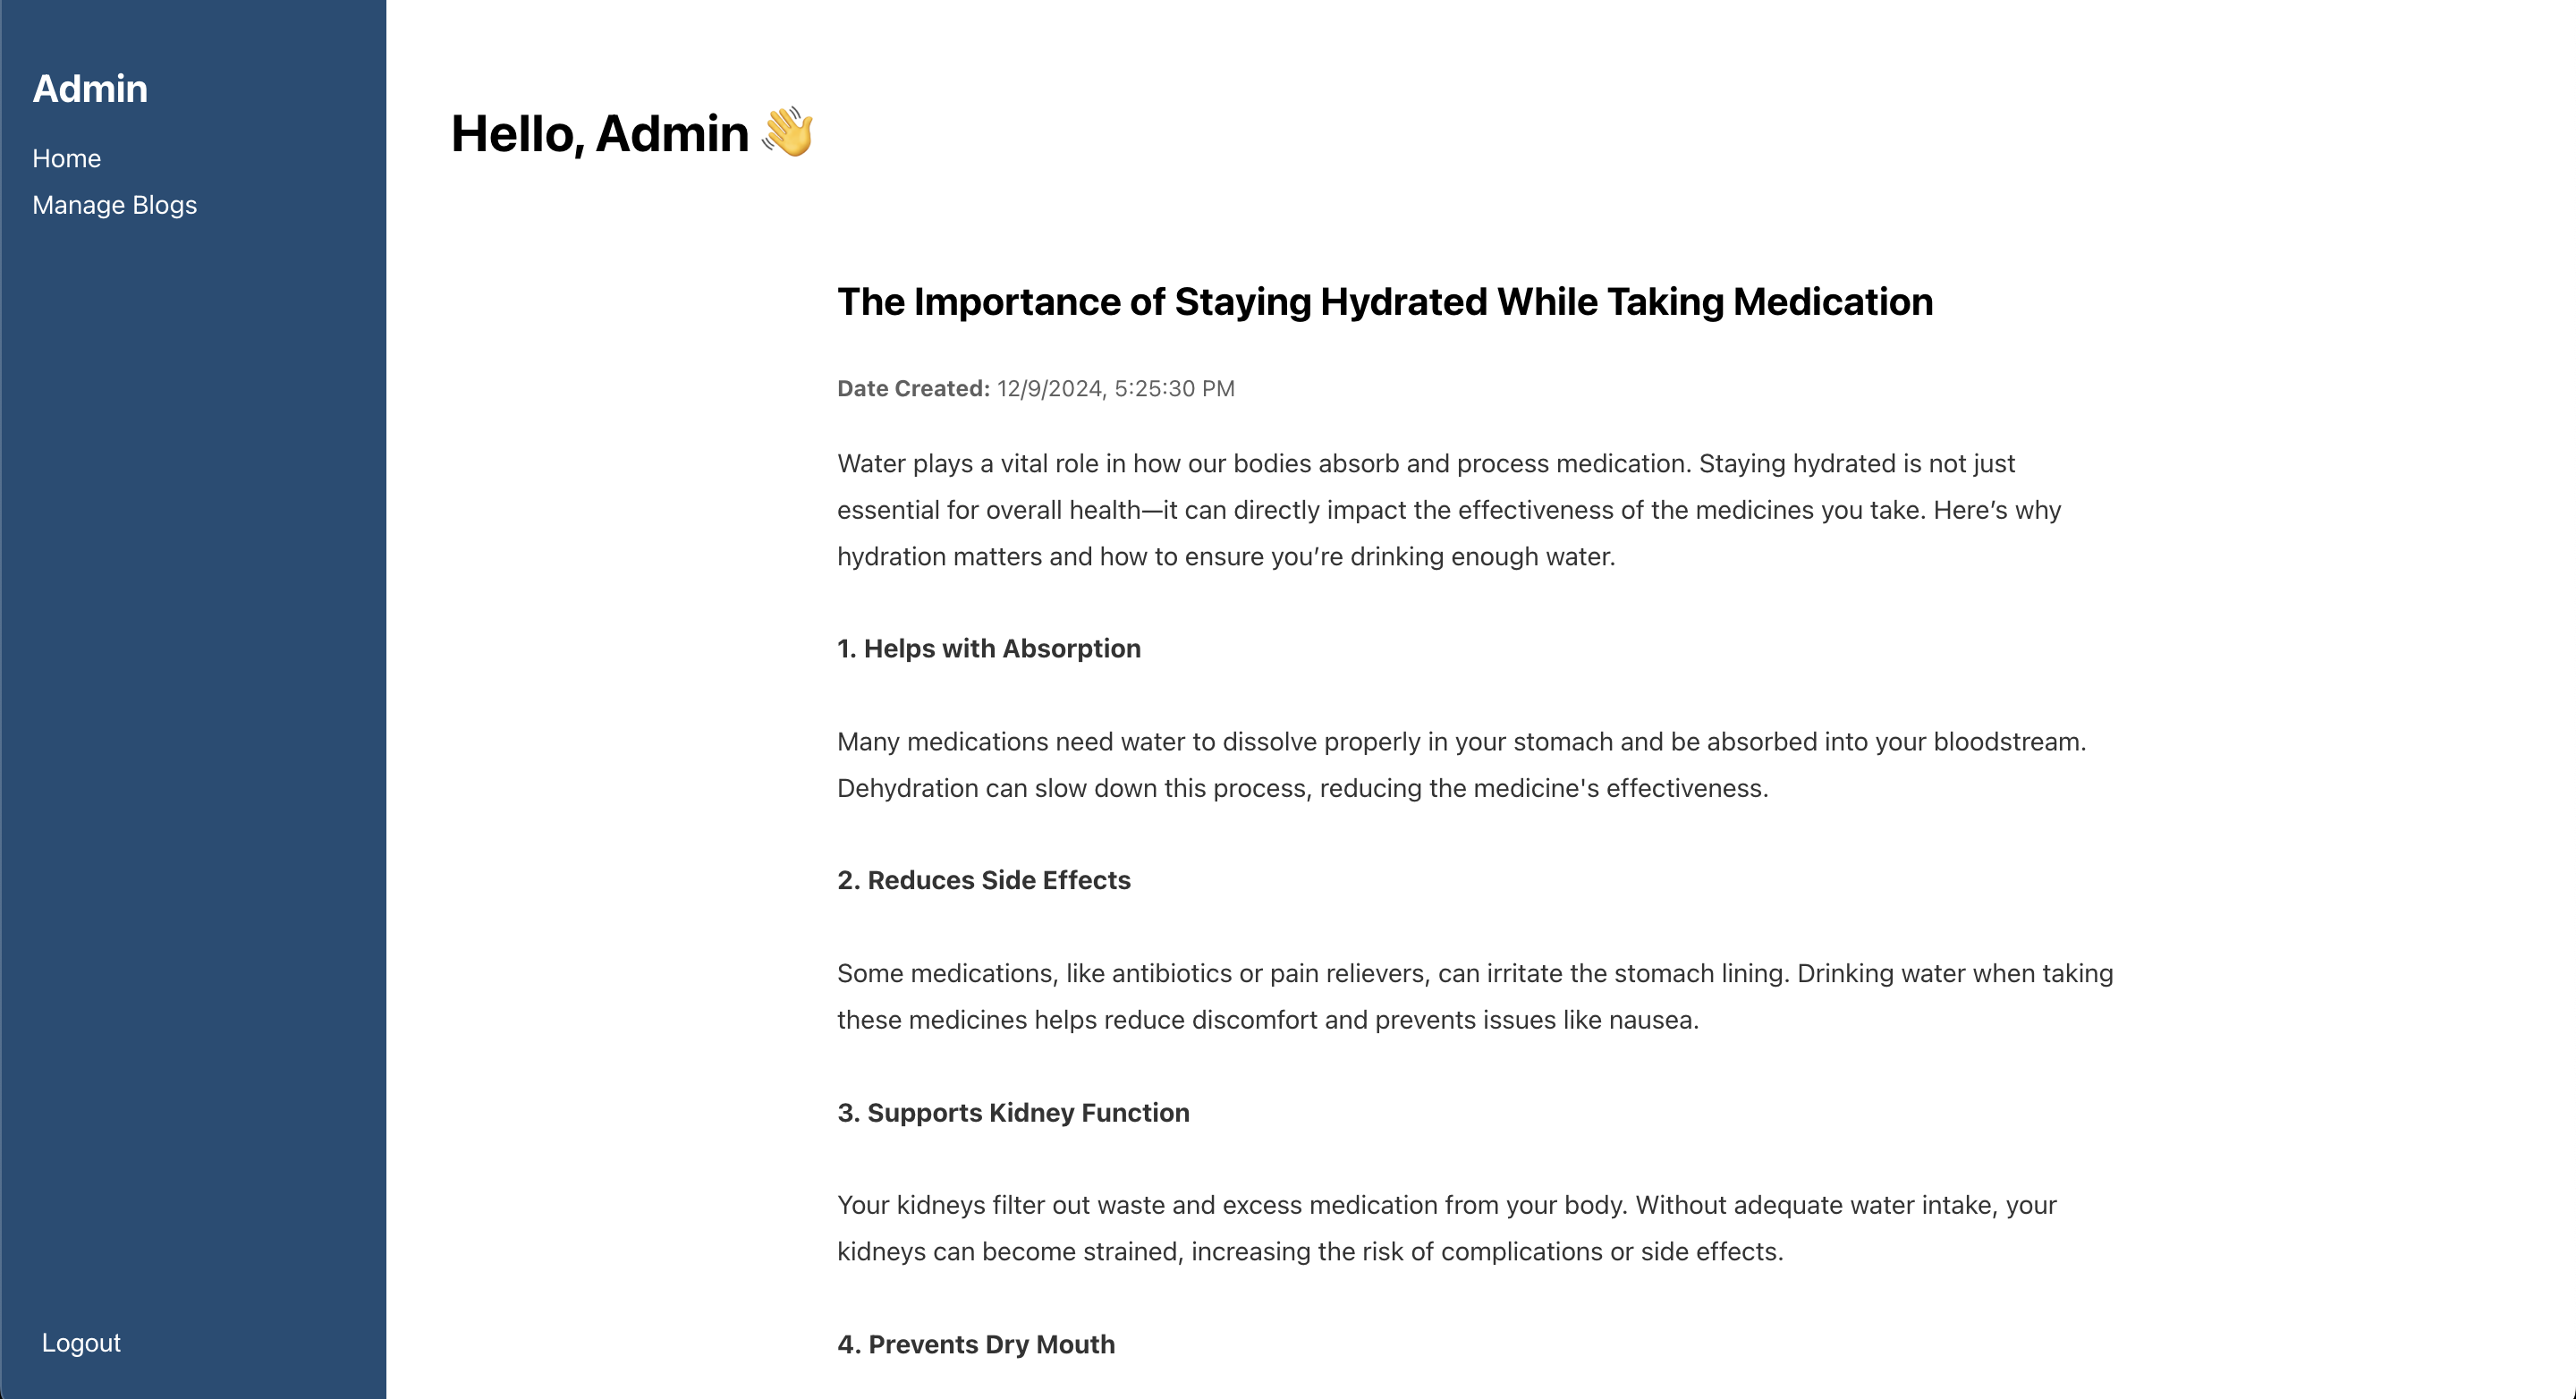 Admin
Home
Manage Blogs
Logout
Hello, Admin 👋
The Importance of Staying Hydrated While Taking Medication
Date Created: 12/9/2024, 5:25:30 PM
Water plays a vital role in how our bodies absorb and process medication. Staying hydrated is not just
essential for overall health—it can directly impact the effectiveness of the medicines you take. Here’s why
hydration matters and how to ensure you’re drinking enough water.
1. Helps with Absorption
Many medications need water to dissolve properly in your stomach and be absorbed into your bloodstream.
Dehydration can slow down this process, reducing the medicine's effectiveness.
2. Reduces Side Effects
Some medications, like antibiotics or pain relievers, can irritate the stomach lining. Drinking water when taking
these medicines helps reduce discomfort and prevents issues like nausea.
3. Supports Kidney Function
Your kidneys filter out waste and excess medication from your body. Without adequate water intake, your
kidneys can become strained, increasing the risk of complications or side effects.
4. Prevents Dry Mouth